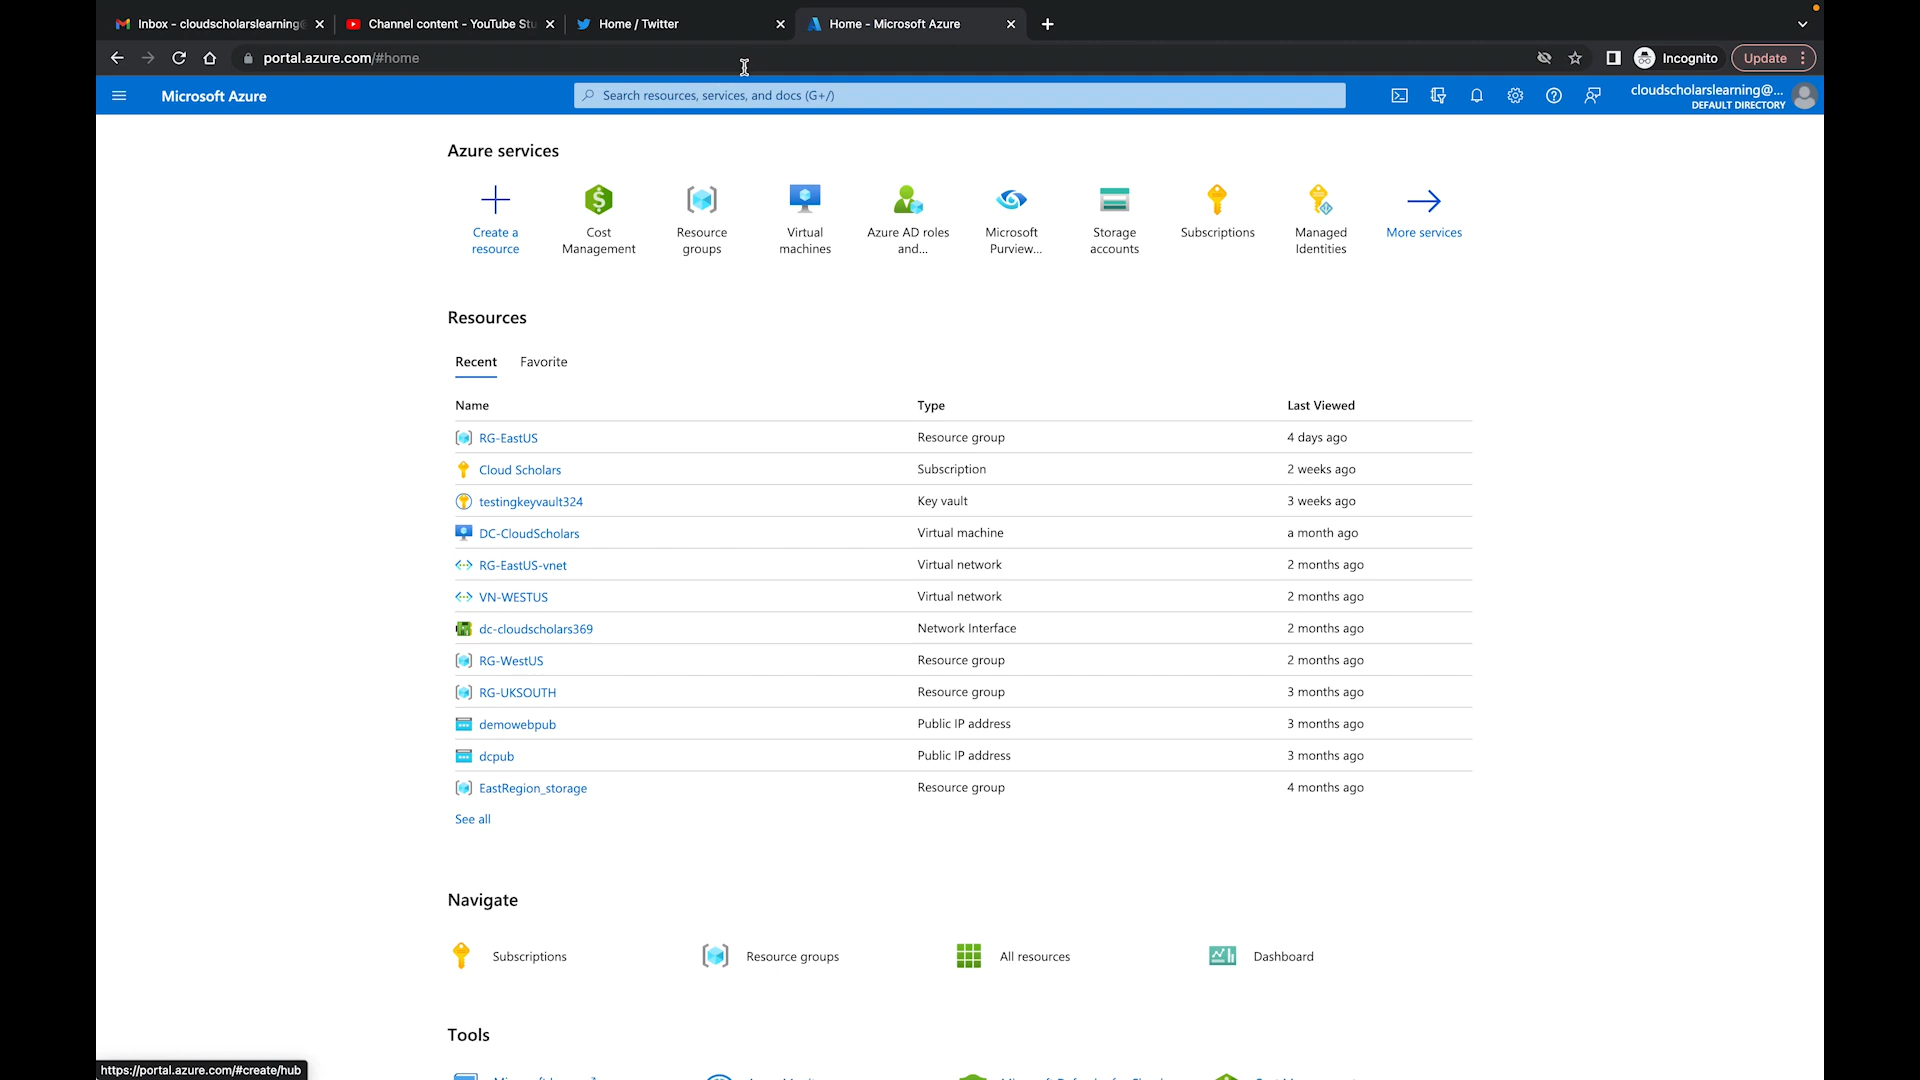 Inbox - cloudscholarslearning@
Channel content - YouTube Stu
Home / Twitter
Home - Microsoft Azure
portal.azure.com/#home
Incognito
Update
Microsoft Azure
Search resources, services, and docs (G+/)
cloudscholarslearning@...
DEFAULT DIRECTORY
Azure services
Create a
resource
Cost
Management
Resource
groups
Virtual
machines
Azure AD roles
and...
Microsoft
Purview...
Storage
accounts
Subscriptions
Managed
Identities
More services
Resources
Recent
Favorite
Name Type Last Viewed
RG-EastUS Resource group 4 days ago
Cloud Scholars Subscription 2 weeks ago
testingkeyvault324 Key vault 3 weeks ago
DC-CloudScholars Virtual machine a month ago
RG-EastUS-vnet Virtual network 2 months ago
VN-WESTUS Virtual network 2 months ago
dc-cloudscholars369 Network Interface 2 months ago
RG-WestUS Resource group 2 months ago
RG-UKSOUTH Resource group 3 months ago
demowebpub Public IP address 3 months ago
dcpub Public IP address 3 months ago
EastRegion_storage Resource group 4 months ago
See all
Navigate
Subscriptions
Resource groups
All resources
Dashboard
Tools
https://portal.azure.com/#create/hub